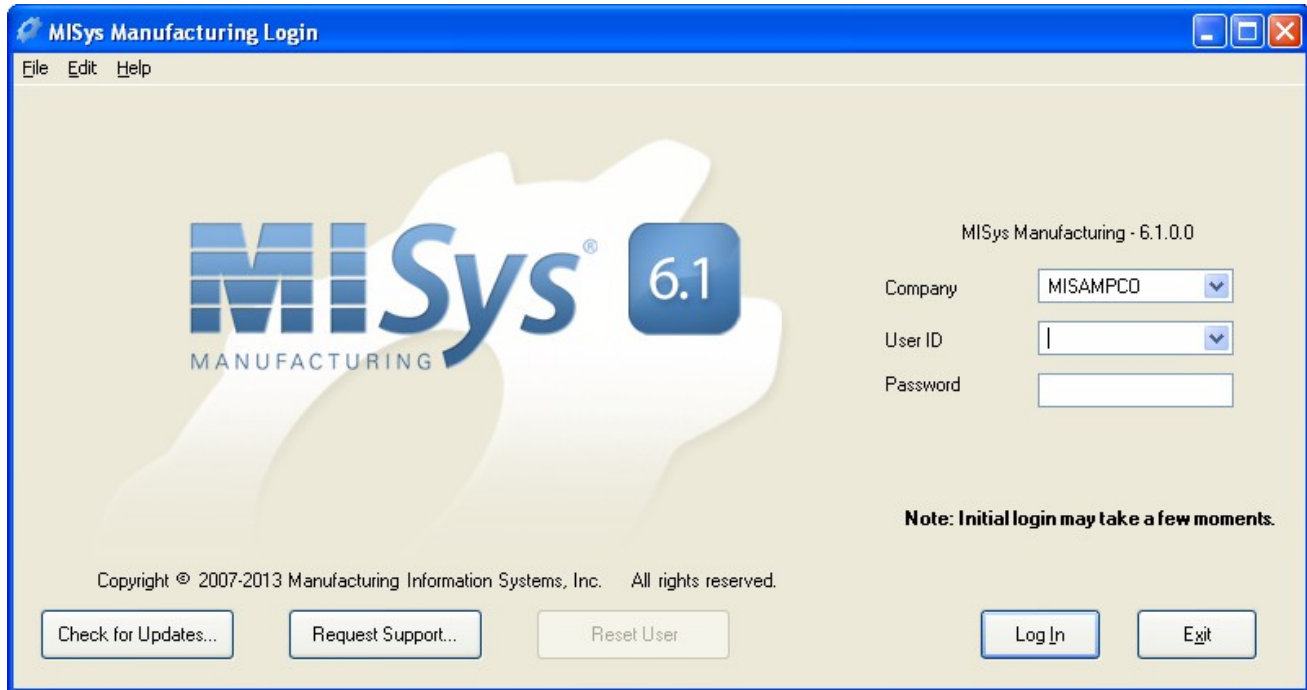 MISys Manufacturing Login
File Edit Help
MISys® 6.1
MANUFACTURING
MISys Manufacturing - 6.1.0.0
Company MISAMPCO
User ID
Password
Note: Initial login may take a few moments.
Copyright © 2007-2013 Manufacturing Information Systems, Inc. All rights reserved.
Check for Updates... Request Support... Reset User Log In Exit